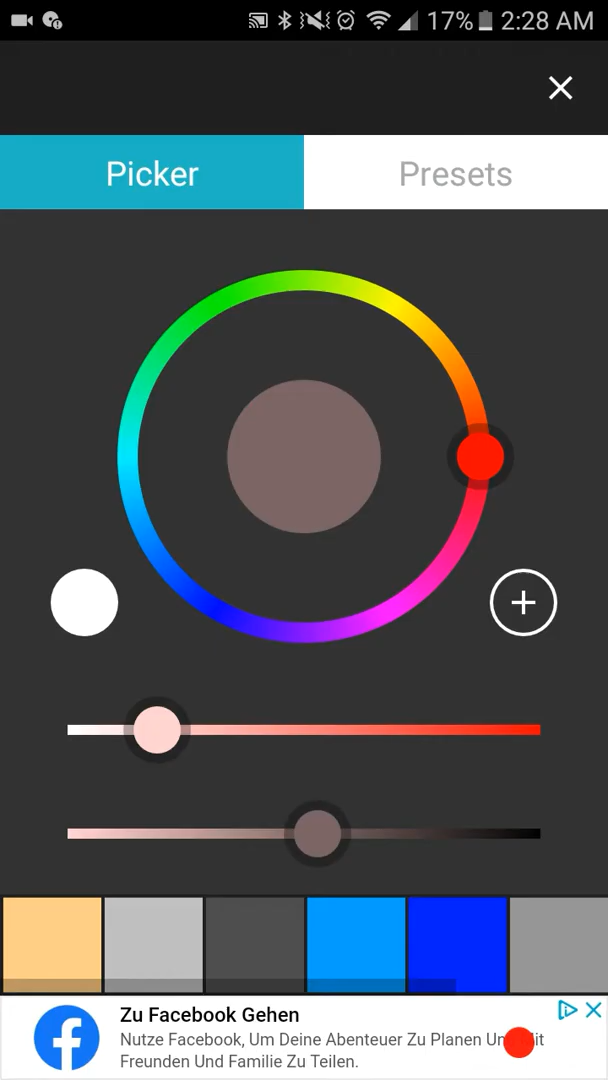 17% 2:28 AM
Picker Presets
Zu Facebook Gehen
Nutze Facebook, Um Deine Abenteuer Zu Planen
Freunden Und Familie Zu Teilen.